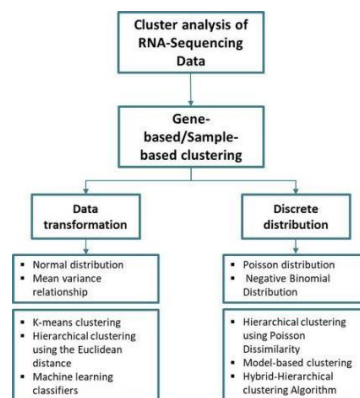 Cluster analysis of
RNA-Sequencing
Data
Gene-
based/Sample-
based clustering
Data
transformation
▪ Normal distribution
▪ Mean variance
relationship
▪ K-means clustering
▪ Hierarchical clustering
using the Euclidean
distance
▪ Machine learning
classifiers
Discrete
distribution
▪ Poisson distribution
▪ Negative Binomial
Distribution
▪ Hierarchical clustering
using Poisson
Dissimilarity
▪ Model-based clustering
▪ Hybrid-Hierarchical
clustering Algorithm